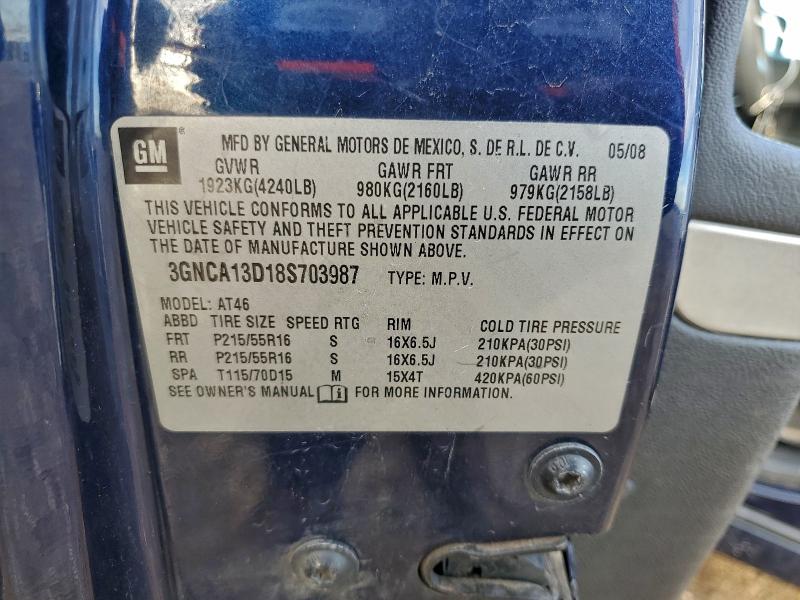 GM® MFD BY GENERAL MOTORS DE MEXICO, S. DE R.L. DE C.V. 05/08
GVWR GAWR FRT GAWR RR
1923KG(4240LB) 980KG(2160LB) 979KG(2158LB)
THIS VEHICLE CONFORMS TO ALL APPLICABLE U.S. FEDERAL MOTOR
VEHICLE SAFETY AND THEFT PREVENTION STANDARDS IN EFFECT ON
THE DATE OF MANUFACTURE SHOWN ABOVE.
3GNCA13D18S703987 TYPE: M.P.V.
MODEL: AT46
ABBD TIRE SIZE SPEED RTG RIM COLD TIRE PRESSURE
FRT P215/55R16 S 16X6.5J 210KPA(30PSI)
RR P215/55R16 S 16X6.5J 210KPA(30PSI)
SPA T115/70D15 M 15X4T 420KPA(60PSI)
SEE OWNER'S MANUAL i FOR MORE INFORMATION.